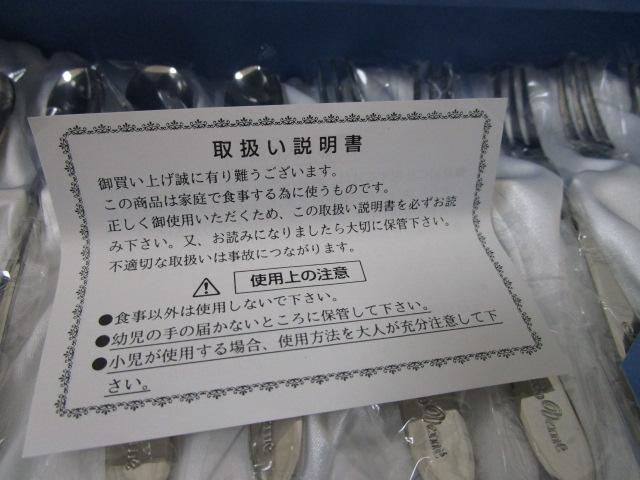 取扱い説明書
御買い上げ誠に有り難うございます。
この商品は家庭で食事する為に使うものです。
正しく御使用いただくため、この取扱い説明書を必ずお読
み下さい。又、お読みになりましたら大切に保管下さい。
不適切な取扱いは事故につながります。
使用上の注意
●食事以外は使用しないで下さい。
●幼児の手の届かないところに保管して下さい。
●小児が使用する場合、使用方法を大人が充分注意して下
さい。